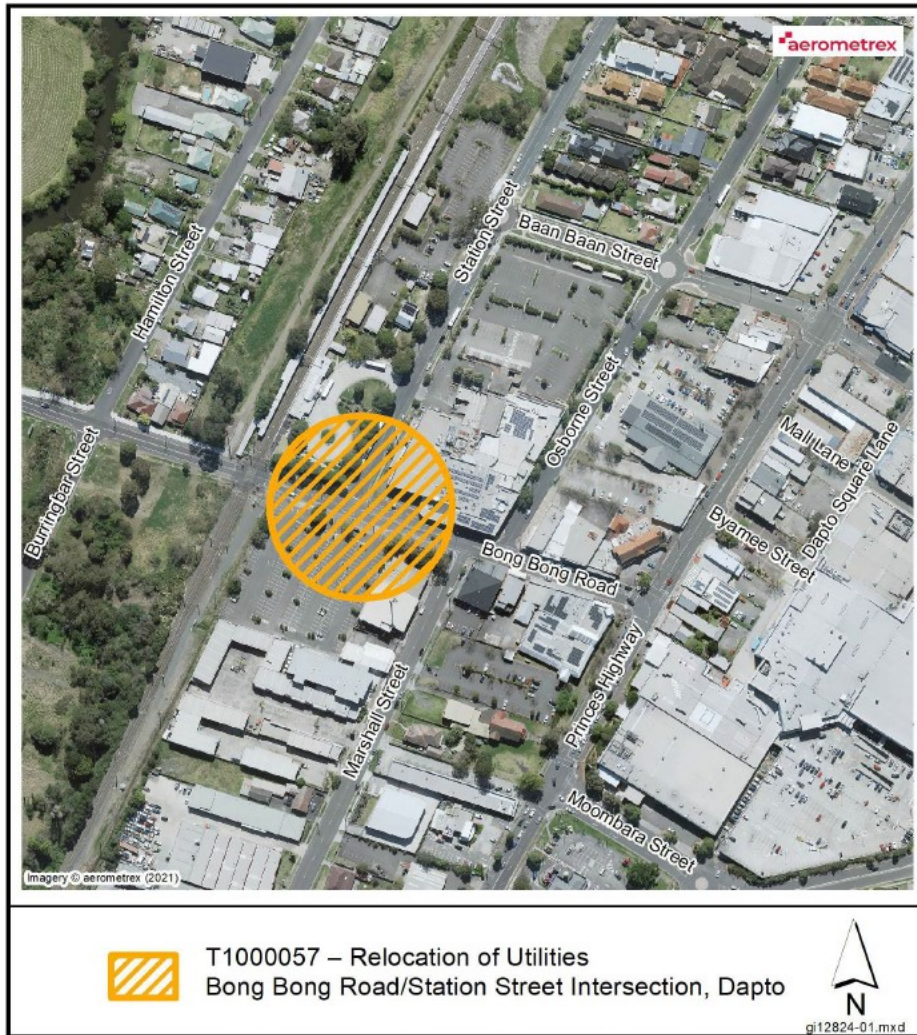 aerometrex
Station Street
Baan Baan Street
Hamilton Street
Osborne Street
Mall Lane
Dapto Square Lane
Burringbar Street
Byamee Street
Bong Bong Road
Princes Highway
Marshall Street
Moombara Street
Imagery © aerometrex (2021)
T1000057 – Relocation of Utilities
Bong Bong Road/Station Street Intersection, Dapto
N
gi12824-01.mxd